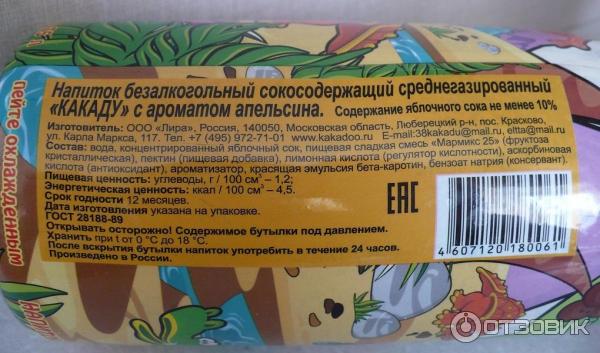 пейте охлажденным
Напиток безалкогольный сокосодержащий среднегазированный
«КАКАДУ» с ароматом апельсина. Содержание яблочного сока не менее 10%
Изготовитель: ООО «Лира», Россия, 140050, Московская область, Люберецкий р-н, пос. Красково,
ул. Карла Маркса, 117. Тел. +7 (495) 972-71-01 www.kakadoo.ru E-mail:38kakadu@mail.ru, eltta@mail.ru
Состав: вода, концентрированный яблочный сок, пищевая сладкая смесь «Мармикс 25» (фруктоза
кристаллическая), пектин (пищевая добавка), лимонная кислота (регулятор кислотности), аскорбиновая
кислота (антиоксидант), ароматизатор, красящая эмульсия бета-каротин, бензоат натрия (консервант).
Пищевая ценность: углеводы, г / 100 см³ – 1,2;
Энергетическая ценность: ккал / 100 см³ – 4,5.
Срок годности 12 месяцев.
Дата изготовления указана на упаковке.
ГОСТ 28188-89
Открывать осторожно! Содержимое бутылки под давлением.
Хранить при t от 0 °С до 18 °С.
После вскрытия бутылки напиток употребить в течение 24 часов.
Произведено в России.
ЕАС
4 607120 180061
ОТЗОВИК